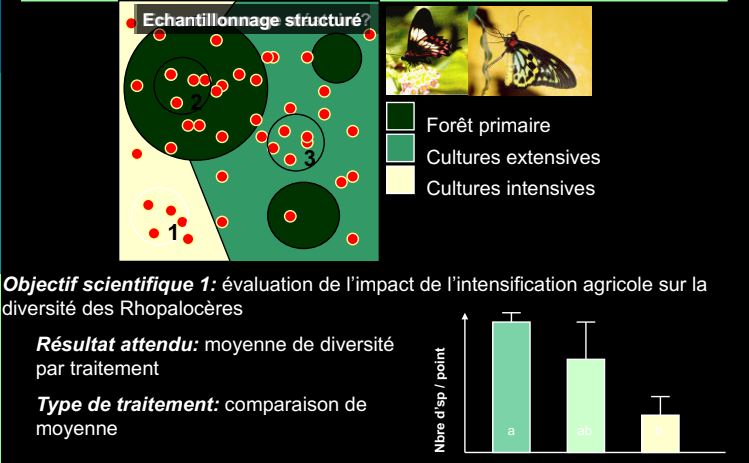 Echantillonnage structuré
?
2
3
1
Forêt primaire
Cultures extensives
Cultures intensives
Objectif scientifique 1: évaluation de l'impact de l'intensification agricole sur la
diversité des Rhopalocères
Résultat attendu: moyenne de diversité
par traitement
Type de traitement: comparaison de
moyenne
Nbre d'sp / point
a
ab